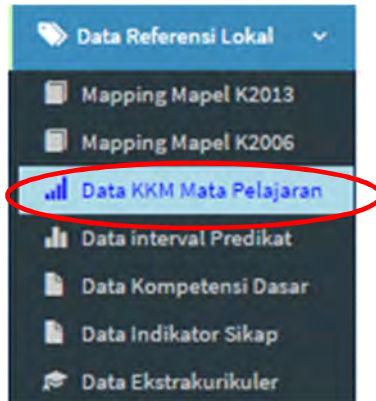 Data Referensi Lokal
Mapping Mapel K2013
Mapping Mapel K2006
Data KKM Mata Pelajaran
Data interval Predikat
Data Kompetensi Dasar
Data Indikator Sikap
Data Ekstrakurikuler